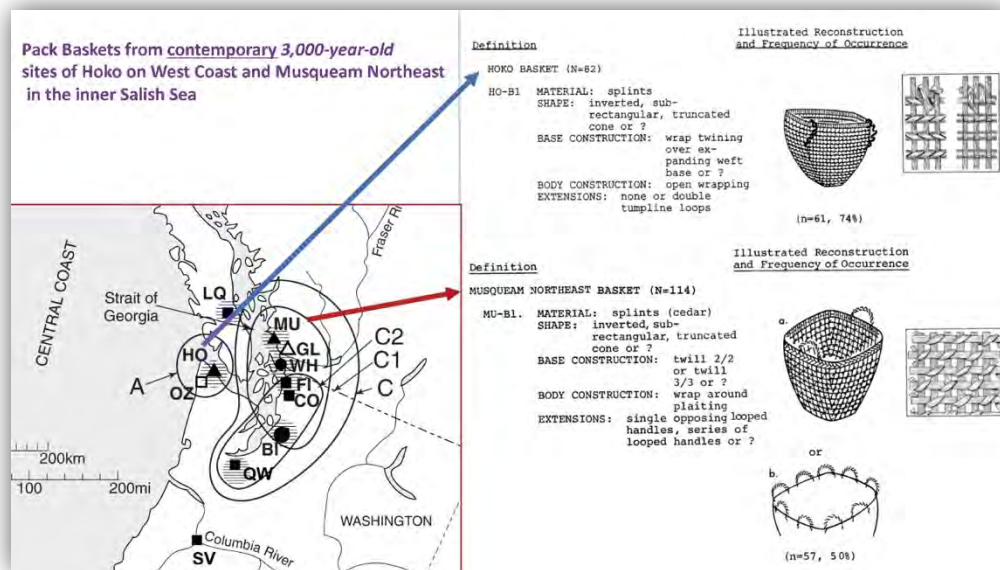 Pack Baskets from contemporary 3,000-year-old
sites of Hoko on West Coast and Musqueam Northeast
in the inner Salish Sea
Definition
Illustrated Reconstruction
and Frequency of Occurrence
HOKO BASKET (N=82)
HO-B1 MATERIAL: splints
SHAPE: inverted, sub-
rectangular, truncated
cone or ?
BASE CONSTRUCTION: wrap twining
over ex-
panding weft
base or ?
BODY CONSTRUCTION: open wrapping
EXTENSIONS: none or double
tumpline loops
(n=61, 74%)
Definition
Illustrated Reconstruction
and Frequency of Occurrence
MUSQUEAM NORTHEAST BASKET (N=114)
MU-B1. MATERIAL: splints (cedar)
SHAPE: inverted, sub-
rectangular, truncated
cone or ?
BASE CONSTRUCTION: twill 2/2
or twill
3/3 or ?
BODY CONSTRUCTION: wrap around
plaiting
EXTENSIONS: single opposing looped
handles, series of
looped handles or ?
a.
or
b.
(n=57, 50%)
CENTRAL COAST
Fraser Ri
LQ
Strait of
Georgia
MU
GL
C2
HO
WH
C1
A
OZ
FI
C
CO
200km
BI
100
200mi
QW
WASHINGTON
Columbia River
SV